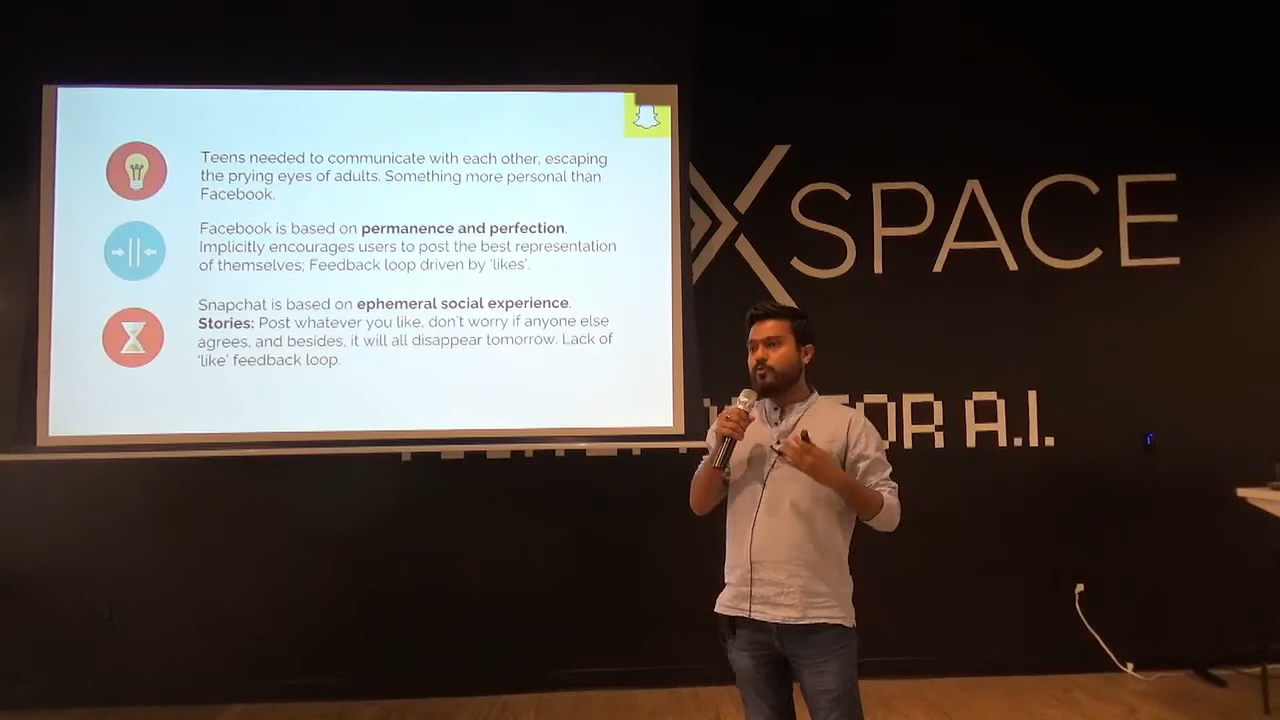 Teens needed to communicate with each other, escaping
the prying eyes of adults. Something more personal than
Facebook.
Facebook is based on permanence and perfection.
Implicitly encourages users to post the best representation
of themselves; Feedback loop driven by 'likes'.
Snapchat is based on ephemeral social experience.
Stories: Post whatever you like, don't worry if anyone else
agrees, and besides, it will all disappear tomorrow. Lack of
'like' feedback loop.
XSPACE
FOR A.I.